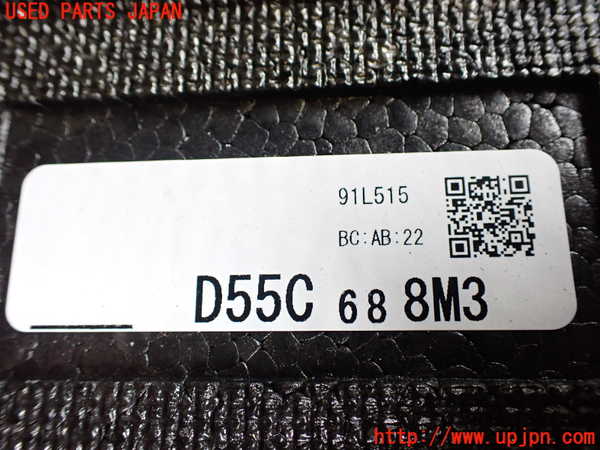 USED PARTS JAPAN
91L515
BC:AB:22
D55C 68 8M3
http://www.upjpn.com/